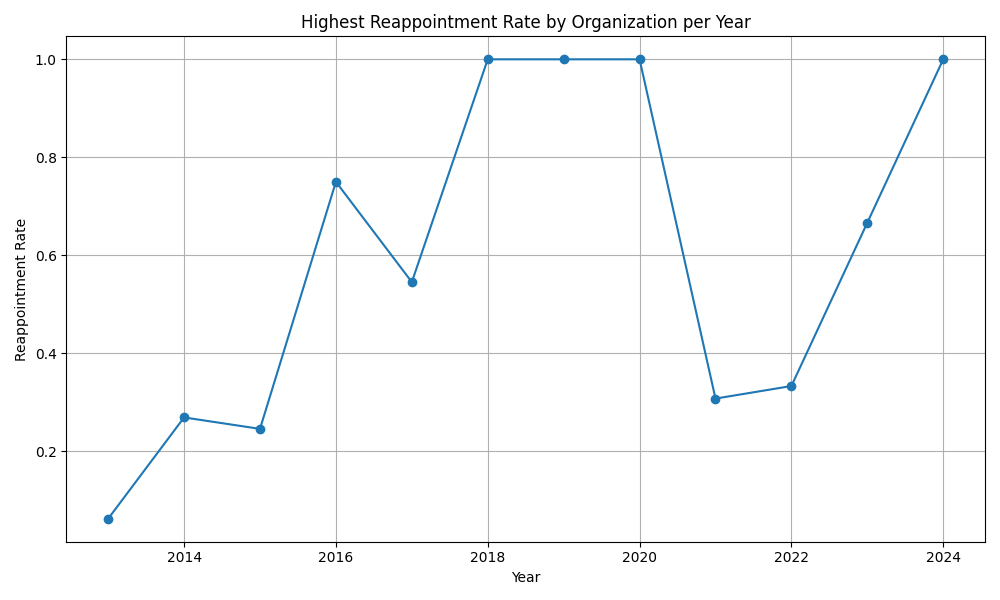 Highest Reappointment Rate by Organization per Year
Reappointment Rate
1.0
0.8
0.6
0.4
0.2
2014 2016 2018 2020 2022 2024
Year